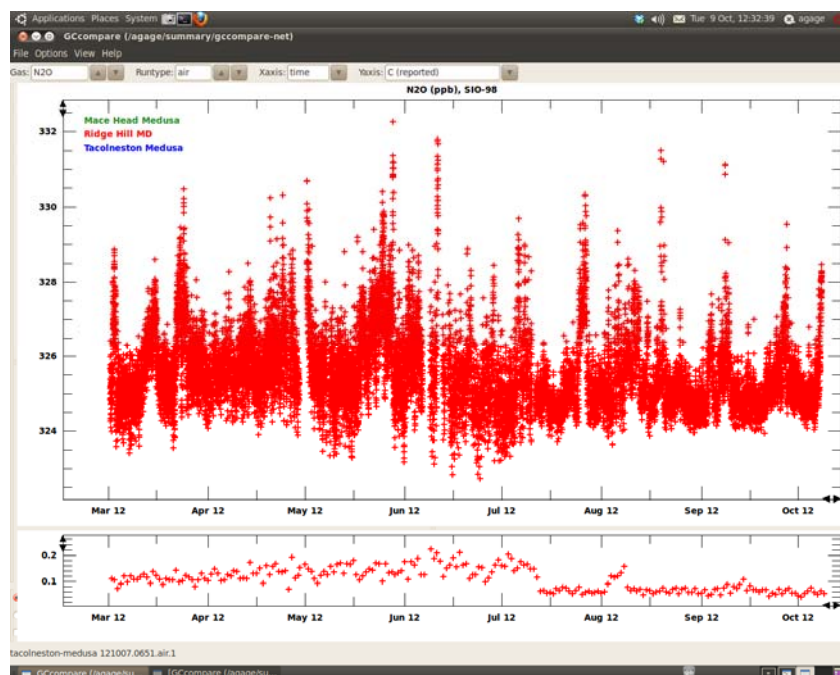 Applications Places System Tue 9 Oct, 12:32:39 agage
GCcompare (/agage/summary/gccompare-net)
File Options View Help
Gas: N2O Runtype: air Xaxis: time Yaxis: C (reported)
N2O (ppb), SIO-98
Mace Head Medusa
Ridge Hill MD
Tacolneston Medusa
332
330
328
326
324
Mar 12 Apr 12 May 12 Jun 12 Jul 12 Aug 12 Sep 12 Oct 12
0.2
0.1
Mar 12 Apr 12 May 12 Jun 12 Jul 12 Aug 12 Sep 12 Oct 12
tacolneston-medusa 121007.0651.air.1
GCcompare (/agage/su... [GCcompare (/agage/su...